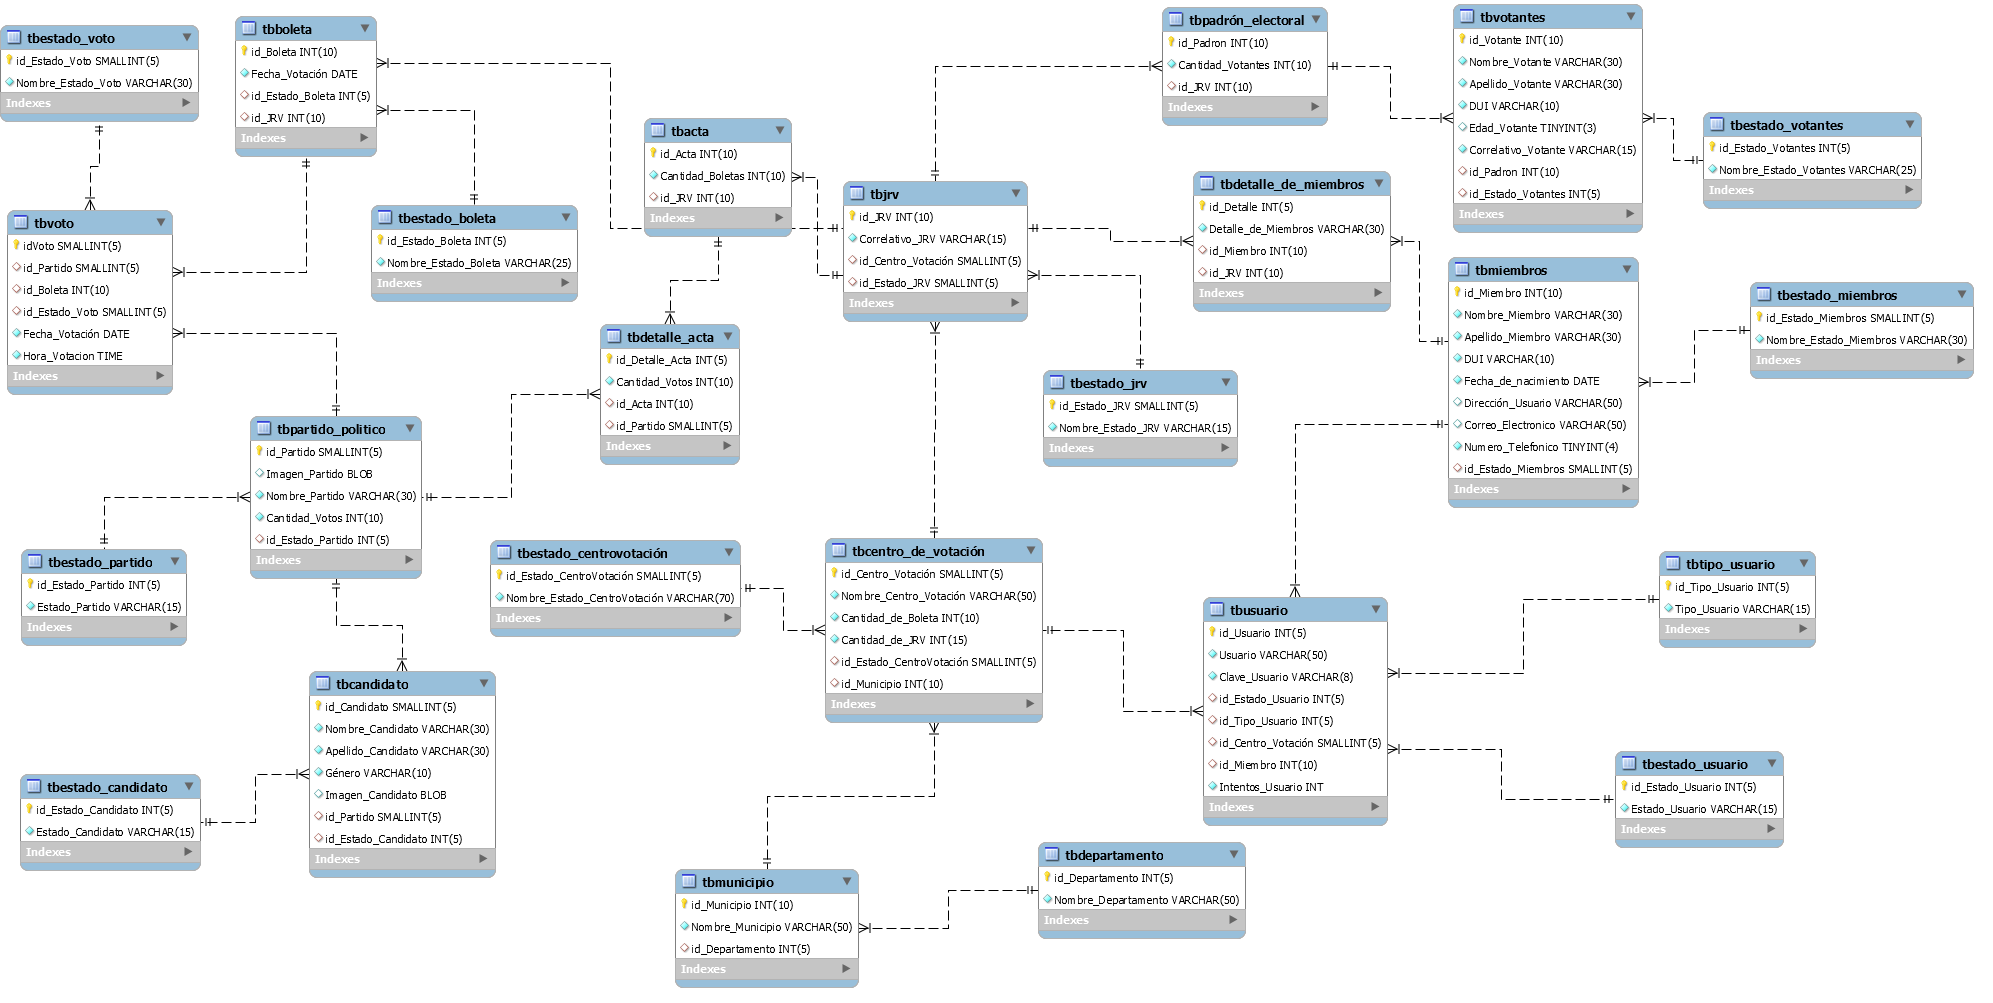 tbestado_voto
id_Estado_Voto SMALLINT(5)
Nombre_Estado_Voto VARCHAR(30)
Indexes
tbboleta
id_Boleta INT(10)
Fecha_Votación DATE
id_Estado_Boleta INT(5)
id_JRV INT(10)
Indexes
tbpadrón_electoral
id_Padron INT(10)
Cantidad_Votantes INT(10)
id_JRV INT(10)
Indexes
tbvotantes
id_Votante INT(10)
Nombre_Votante VARCHAR(30)
Apellido_Votante VARCHAR(30)
DUI VARCHAR(10)
Edad_Votante TINYINT(3)
Correlativo_Votante VARCHAR(15)
id_Padron INT(10)
id_Estado_Votantes INT(5)
Indexes
tbestado_votantes
id_Estado_Votantes INT(5)
Nombre_Estado_Votantes VARCHAR(25)
Indexes
tbacta
id_Acta INT(10)
Cantidad_Boletas INT(10)
id_JRV INT(10)
Indexes
tbvoto
idVoto SMALLINT(5)
id_Partido SMALLINT(5)
id_Boleta INT(10)
id_Estado_Voto SMALLINT(5)
Fecha_Votación DATE
Hora_Votacion TIME
Indexes
tbestado_boleta
id_Estado_Boleta INT(5)
Nombre_Estado_Boleta VARCHAR(25)
Indexes
tbjrv
id_JRV INT(10)
Correlativo_JRV VARCHAR(15)
id_Centro_Votación SMALLINT(5)
id_Estado_JRV SMALLINT(5)
Indexes
tbdetalle_de_miembros
id_Detalle INT(5)
Detalle_de_Miembros VARCHAR(30)
id_Miembro INT(10)
id_JRV INT(10)
Indexes
tbmiembros
id_Miembro INT(10)
Nombre_Miembro VARCHAR(30)
Apellido_Miembro VARCHAR(30)
DUI VARCHAR(10)
Fecha_de_nacimiento DATE
Dirección_Usuario VARCHAR(50)
Correo_Electronico VARCHAR(50)
Numero_Telefonico TINYINT(4)
id_Estado_Miembros SMALLINT(5)
Indexes
tbestado_miembros
id_Estado_Miembros SMALLINT(5)
Nombre_Estado_Miembros VARCHAR(30)
Indexes
tbdetalle_acta
id_Detalle_Acta INT(5)
Cantidad_Votos INT(10)
id_Acta INT(10)
id_Partido SMALLINT(5)
Indexes
tbestado_jrv
id_Estado_JRV SMALLINT(5)
Nombre_Estado_JRV VARCHAR(15)
Indexes
tbpartido_politico
id_Partido SMALLINT(5)
Imagen_Partido BLOB
Nombre_Partido VARCHAR(30)
Cantidad_Votos INT(10)
id_Estado_Partido INT(5)
Indexes
tbestado_partido
id_Estado_Partido INT(5)
Estado_Partido VARCHAR(15)
Indexes
tbestado_centrovotación
id_Estado_CentroVotación SMALLINT(5)
Nombre_Estado_CentroVotación VARCHAR(70)
Indexes
tbcentro_de_votación
id_Centro_Votación SMALLINT(5)
Nombre_Centro_Votación VARCHAR(50)
Cantidad_de_Boleta INT(10)
Cantidad_de_JRV INT(15)
id_Estado_CentroVotación SMALLINT(5)
id_Municipio INT(10)
Indexes
tbusuario
id_Usuario INT(5)
Usuario VARCHAR(50)
Clave_Usuario VARCHAR(8)
id_Estado_Usuario INT(5)
id_Tipo_Usuario INT(5)
id_Centro_Votación SMALLINT(5)
id_Miembro INT(10)
Intentos_Usuario INT
Indexes
tbtipo_usuario
id_Tipo_Usuario INT(5)
Tipo_Usuario VARCHAR(15)
Indexes
tbcandidato
id_Candidato SMALLINT(5)
Nombre_Candidato VARCHAR(30)
Apellido_Candidato VARCHAR(30)
Género VARCHAR(10)
Imagen_Candidato BLOB
id_Partido SMALLINT(5)
id_Estado_Candidato INT(5)
Indexes
tbestado_candidato
id_Estado_Candidato INT(5)
Estado_Candidato VARCHAR(15)
Indexes
tbestado_usuario
id_Estado_Usuario INT(5)
Estado_Usuario VARCHAR(15)
Indexes
tbmunicipio
id_Municipio INT(10)
Nombre_Municipio VARCHAR(50)
id_Departamento INT(5)
Indexes
tbdepartamento
id_Departamento INT(5)
Nombre_Departamento VARCHAR(50)
Indexes